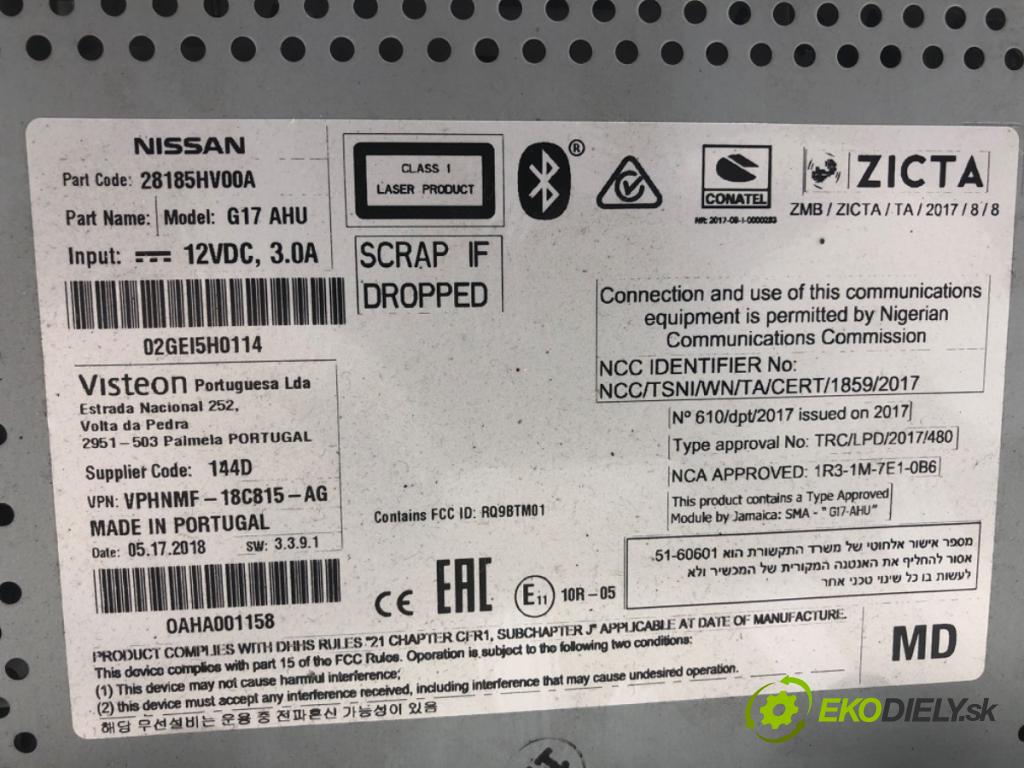 NISSAN
Part Code: 28185HV00A
Part Name: Model: G17 AHU
Input: 12VDC, 3.0A
02GEI5H0114
CLASS 1
LASER PRODUCT
SCRAP IF
DROPPED
CONATEL
NR: 2017-09-I-0000283
ZICTA
ZMB / ZICTA / TA / 2017 / 8 / 8
Connection and use of this communications
equipment is permitted by Nigerian
Communications Commission
NCC IDENTIFIER No:
NCC/TSNI/WN/TA/CERT/1859/2017
Nº 610/dpt/2017 issued on 2017
Type approval No: TRC/LPD/2017/480
NCA APPROVED: 1R3-1M-7E1-0B6
This product contains a Type Approved
Module by Jamaica: SMA - "G17-AHU"
Visteon Portuguesa Lda
Estrada Nacional 252,
Volta da Pedra
2951-503 Palmela PORTUGAL
Supplier Code: 144D
VPN: VPHNMF-18C815-AG
MADE IN PORTUGAL
Date: 05.17.2018 SW: 3.3.9.1
0AHA001158
Contains FCC ID: RQ9BTM01
CE EAC E11 10R-05
מספר אישור אלחוטי של משרד התקשורת הוא 51-60601.
אסור להחליף את האנטנה המקורית של המכשיר ולא
לעשות בו כל שינוי טכני אחר
PRODUCT COMPLIES WITH DHHS RULES "21 CHAPTER CFR1, SUBCHAPTER J" APPLICABLE AT DATE OF MANUFACTURE.
This device complies with part 15 of the FCC Rules. Operation is subject to the following two conditions:
(1) This device may not cause harmful interference;
(2) this device must accept any interference received, including interference that may cause undesired operation.
해당 무선설비는 운용 중 전파혼신 가능성이 있음
MD
EKODIELY.sk